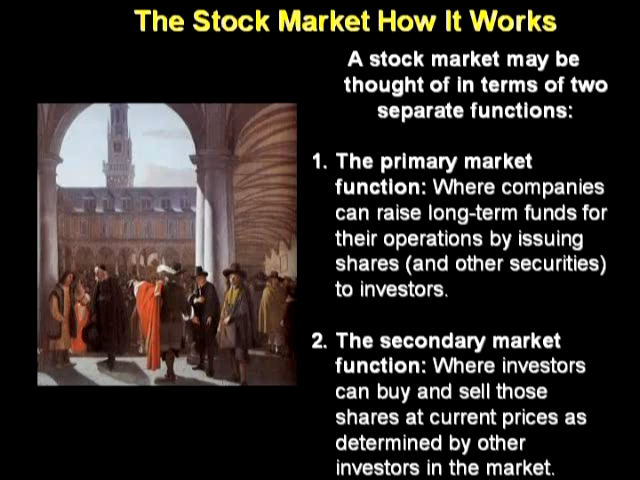 The Stock Market How It Works
A stock market may be
thought of in terms of two
separate functions:
1. The primary market
function: Where companies
can raise long-term funds for
their operations by issuing
shares (and other securities)
to investors.
2. The secondary market
function: Where investors
can buy and sell those
shares at current prices as
determined by other
investors in the market.